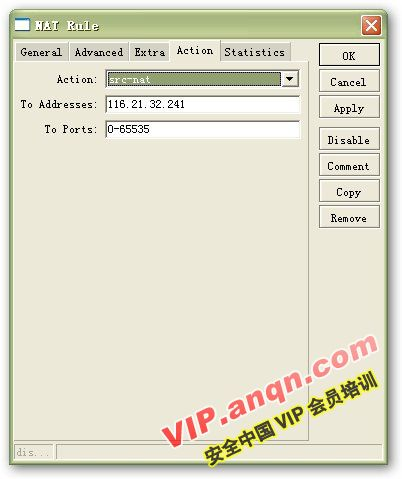 NAT Rule
General Advanced Extra Action Statistics
OK
Action: src-nat
Cancel
To Addresses: 116.21.32.241
Apply
To Ports: 0-65535
Disable
Comment
Copy
Remove
VIP.anqn.com
安全中国 VIP 会员培训
dis...